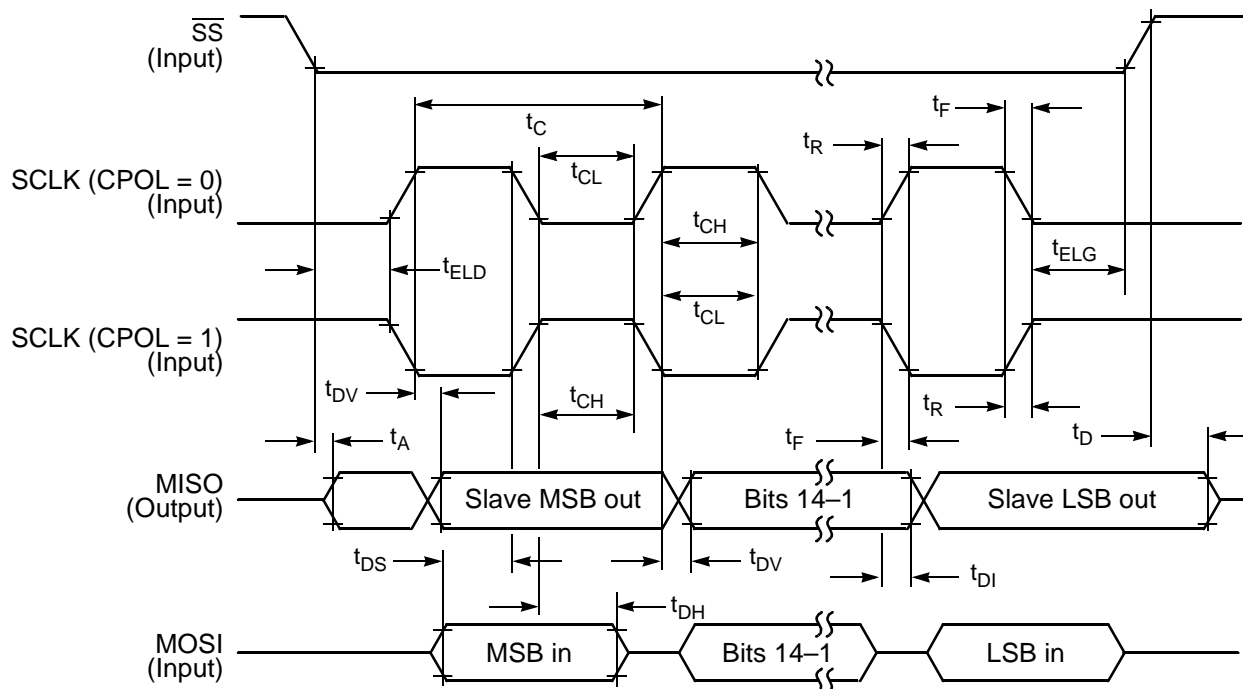 SS
(Input)
tC
tF
tR
SCLK (CPOL = 0)
(Input)
tCL
tCH
tELD
tELG
tCL
SCLK (CPOL = 1)
(Input)
tDV
tCH
tR
tA
tF
tD
MISO
(Output)
Slave MSB out
Bits 14–1
Slave LSB out
tDS
tDV
tDI
tDH
MOSI
(Input)
MSB in
Bits 14–1
LSB in